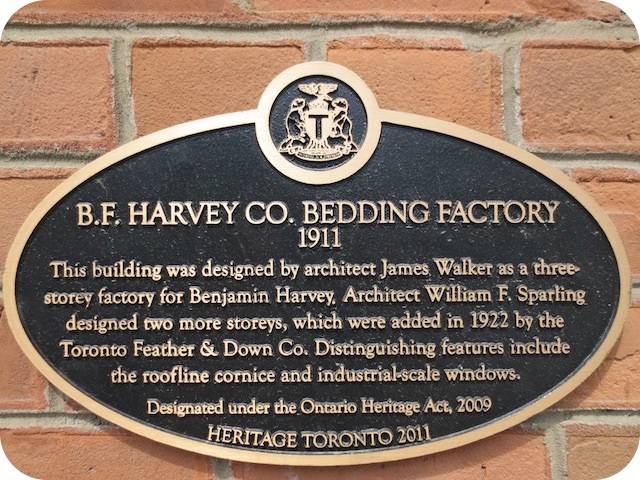 T
B.F. HARVEY CO. BEDDING FACTORY
1911
This building was designed by architect James Walker as a three-
storey factory for Benjamin Harvey. Architect William F. Sparling
designed two more storeys, which were added in 1922 by the
Toronto Feather & Down Co. Distinguishing features include
the roofline cornice and industrial-scale windows.
Designated under the Ontario Heritage Act, 2009
HERITAGE TORONTO 2011